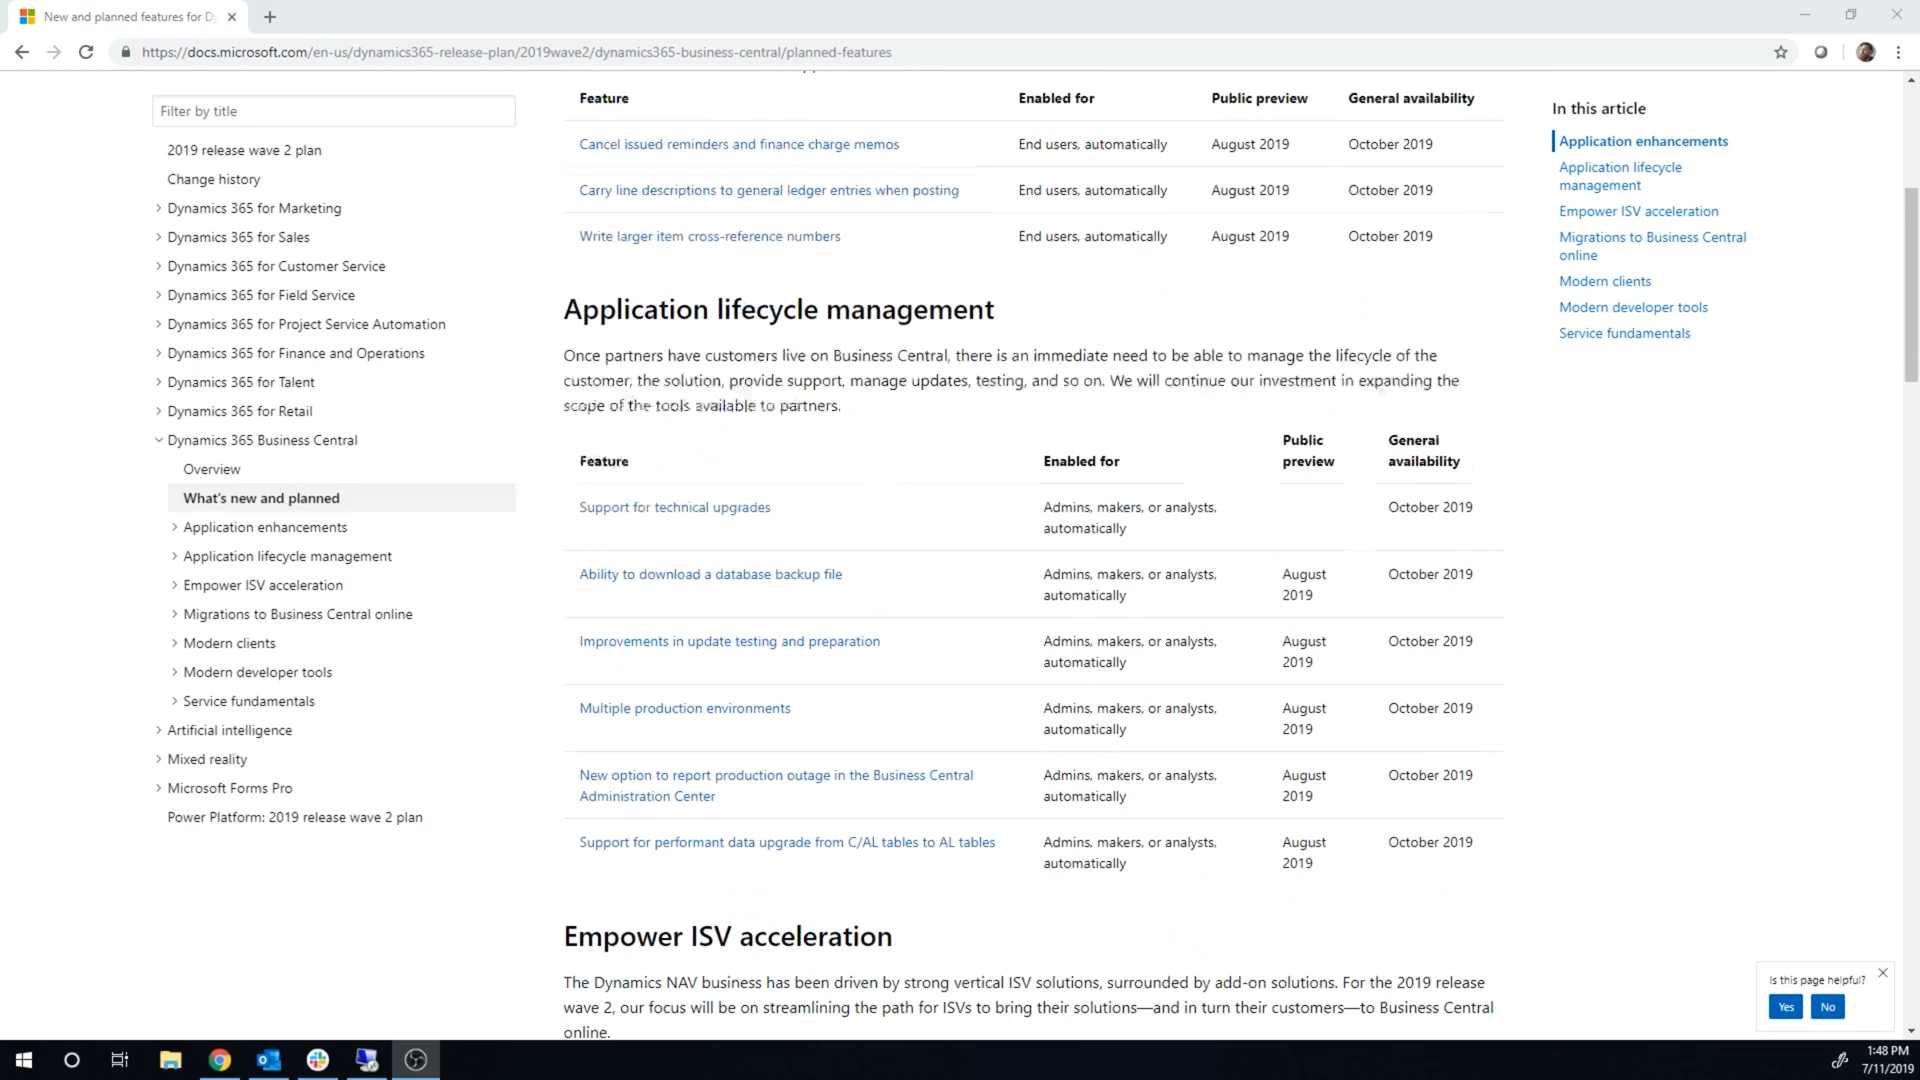 New and planned features for Dy
https://docs.microsoft.com/en-us/dynamics365-release-plan/2019wave2/dynamics365-business-central/planned-features
Filter by title
2019 release wave 2 plan
Change history
Dynamics 365 for Marketing
Dynamics 365 for Sales
Dynamics 365 for Customer Service
Dynamics 365 for Field Service
Dynamics 365 for Project Service Automation
Dynamics 365 for Finance and Operations
Dynamics 365 for Talent
Dynamics 365 for Retail
Dynamics 365 Business Central
Overview
What's new and planned
Application enhancements
Application lifecycle management
Empower ISV acceleration
Migrations to Business Central online
Modern clients
Modern developer tools
Service fundamentals
Artificial intelligence
Mixed reality
Microsoft Forms Pro
Power Platform: 2019 release wave 2 plan
Feature Enabled for Public preview General availability
Cancel issued reminders and finance charge memos End users, automatically August 2019 October 2019
Carry line descriptions to general ledger entries when posting End users, automatically August 2019 October 2019
Write larger item cross-reference numbers End users, automatically August 2019 October 2019
Application lifecycle management
Once partners have customers live on Business Central, there is an immediate need to be able to manage the lifecycle of the
customer, the solution, provide support, manage updates, testing, and so on. We will continue our investment in expanding the
scope of the tools available to partners.
Public General
Feature Enabled for preview availability
Support for technical upgrades Admins, makers, or analysts, October 2019
automatically
Ability to download a database backup file Admins, makers, or analysts, August October 2019
automatically 2019
Improvements in update testing and preparation Admins, makers, or analysts, August October 2019
automatically 2019
Multiple production environments Admins, makers, or analysts, August October 2019
automatically 2019
New option to report production outage in the Business Central Admins, makers, or analysts, August October 2019
Administration Center automatically 2019
Support for performant data upgrade from C/AL tables to AL tables Admins, makers, or analysts, August October 2019
automatically 2019
Empower ISV acceleration
The Dynamics NAV business has been driven by strong vertical ISV solutions, surrounded by add-on solutions. For the 2019 release
wave 2, our focus will be on streamlining the path for ISVs to bring their solutions—and in turn their customers—to Business Central
online.
In this article
Application enhancements
Application lifecycle
management
Empower ISV acceleration
Migrations to Business Central
online
Modern clients
Modern developer tools
Service fundamentals
Is this page helpful?
Yes No
1:48 PM
7/11/2019